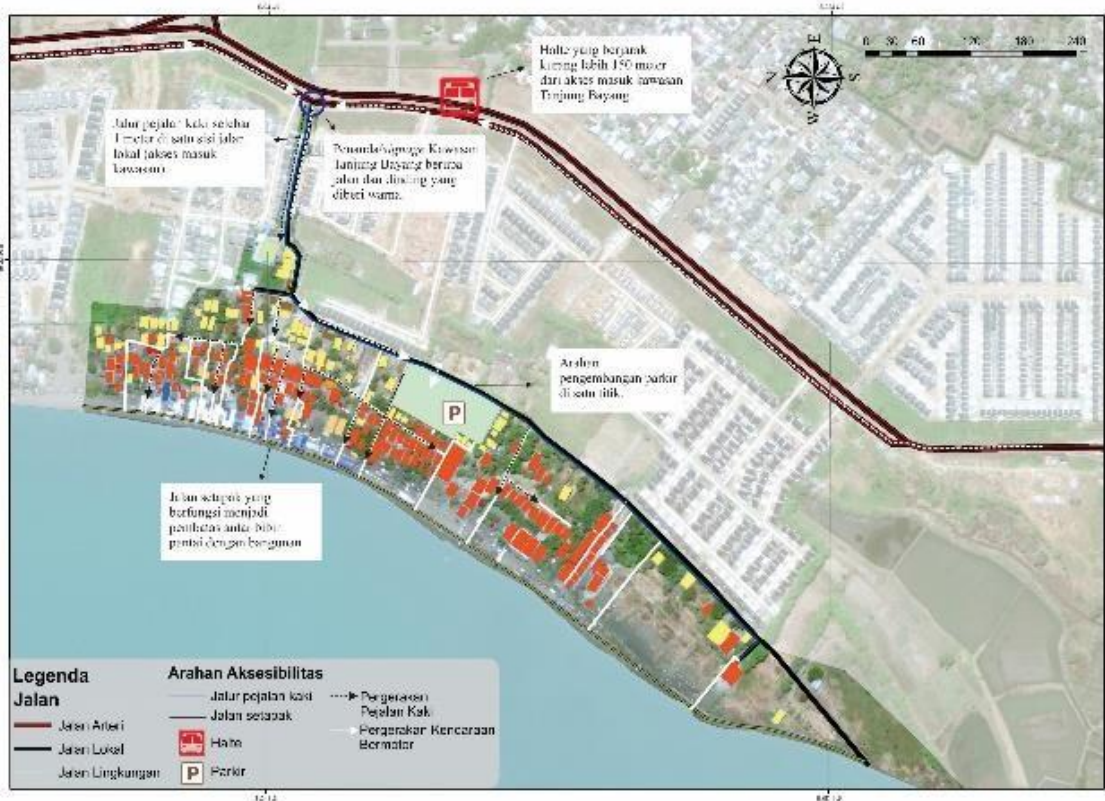 Halte yang berjarak
kurang lebih 150 meter
dari akses masuk kawasan
Tanjung Bayang
0 30 60 120 180 240
E
S
W
Jalur pejalan kaki selebar
1 meter di satu sisi jalan
lokal (akses masuk
kawasan)
Penanda/signage Kawasan
Tanjung Bayang berupa
jalan dan dinding yang
diberi warna.
Arahan
pengembangan parkir
di satu titik.
P
Jalan setapak yang
berfungsi menjadi
pembatas antar bibir
pantai dengan bangunan
Legenda
Jalan
Jalan Arteri
Jalan Lokal
Jalan Lingkungan
Arahan Aksesibilitas
Jalur pejalan kaki
Jalan setapak
Halte
P Parkir
Pergerakan
Pejalan Kaki
Pergerakan Kendaraan
Bermotor